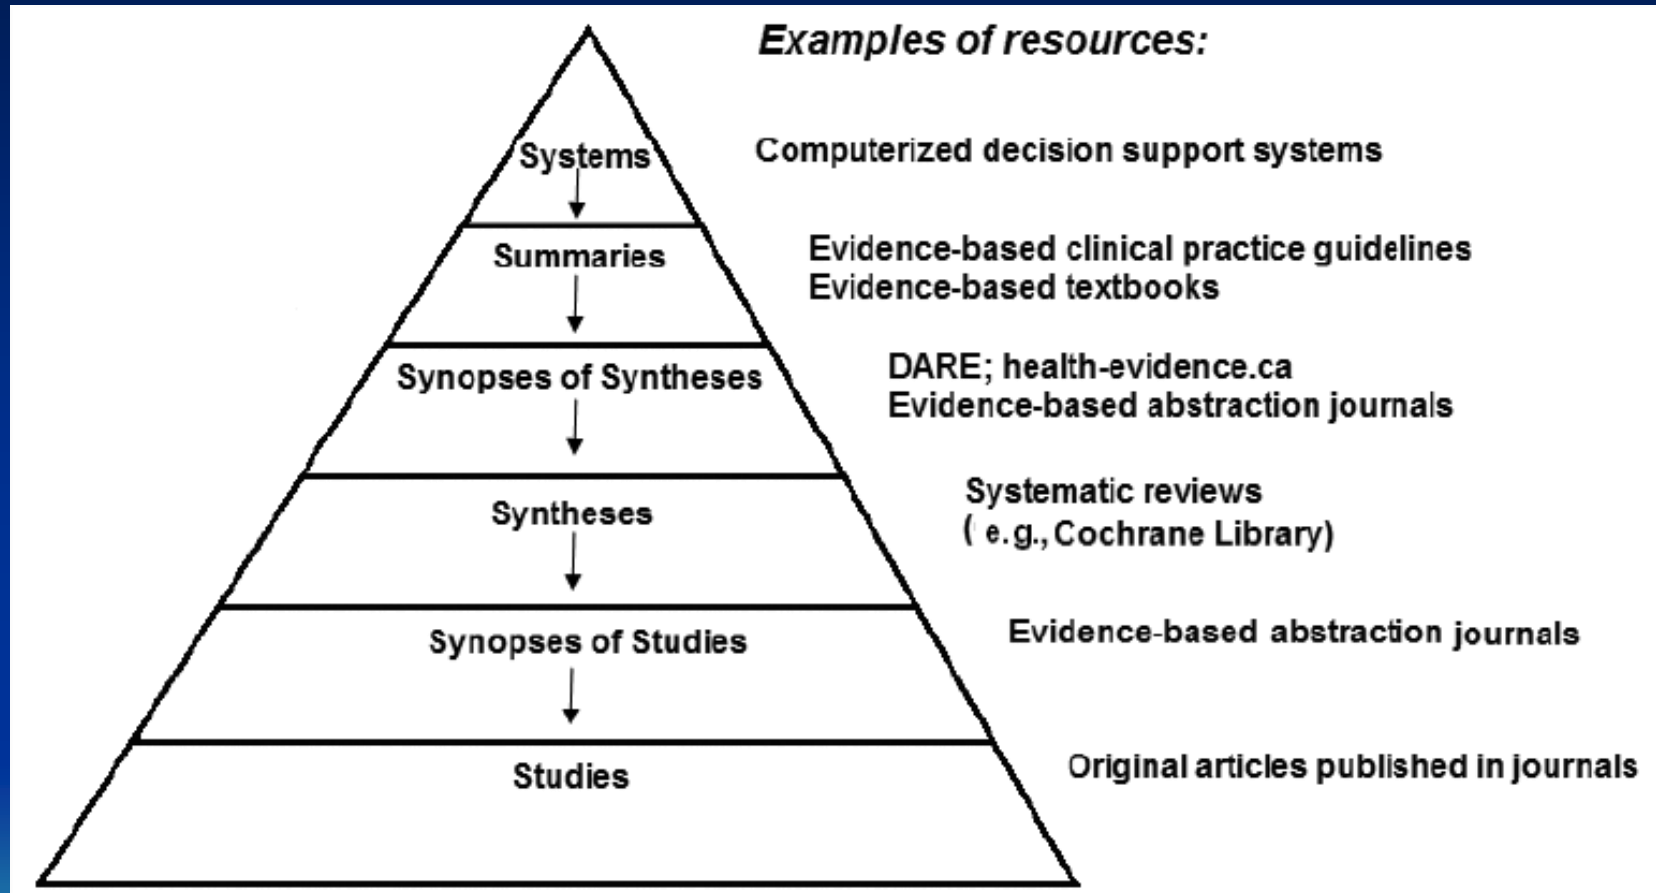 Examples of resources:
Systems
Computerized decision support systems
Summaries
Evidence-based clinical practice guidelines
Evidence-based textbooks
Synopses of Syntheses
DARE; health-evidence.ca
Evidence-based abstraction journals
Syntheses
Systematic reviews
( e.g., Cochrane Library)
Synopses of Studies
Evidence-based abstraction journals
Studies
Original articles published in journals